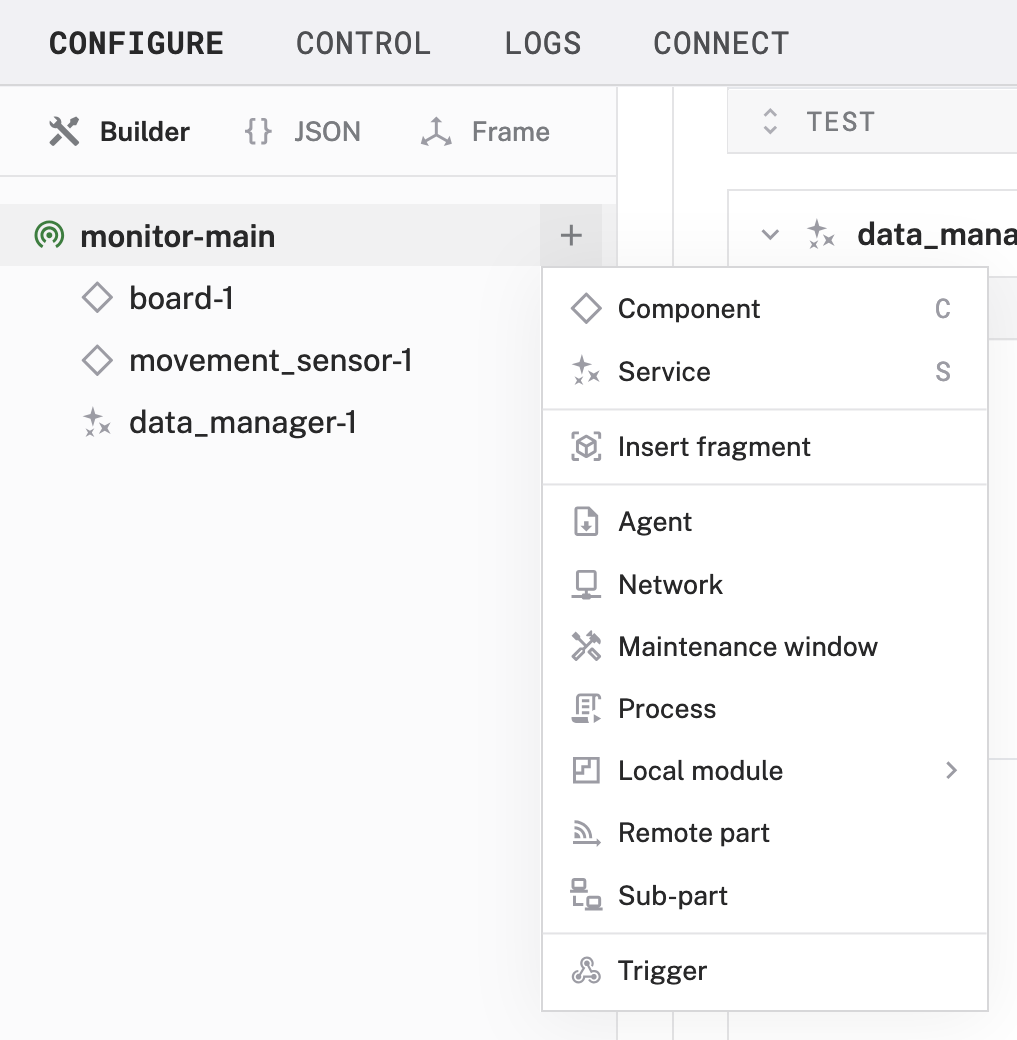 CONFIGURE CONTROL LOGS CONNECT
Builder {} JSON Frame
TEST
monitor-main +
data_mana
board-1
movement_sensor-1
data_manager-1
Component C
Service S
Insert fragment
Agent
Network
Maintenance window
Process
Local module
Remote part
Sub-part
Trigger